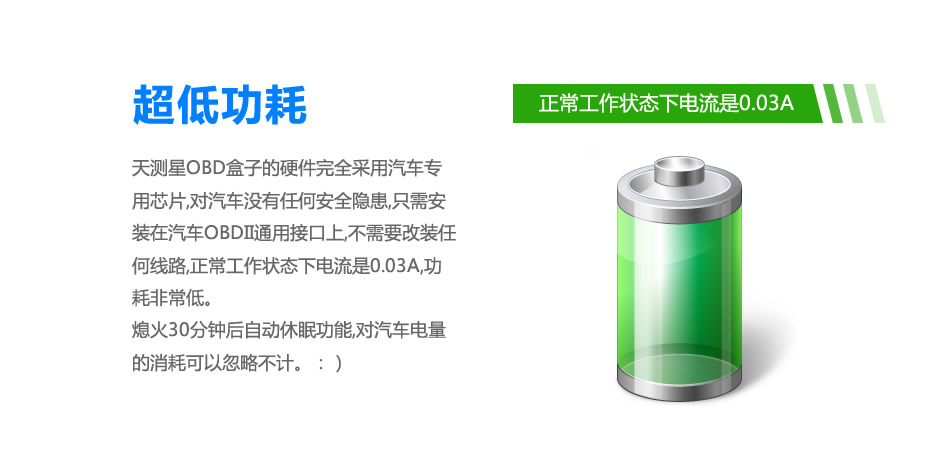 超低功耗
正常工作状态下电流是0.03A
天测星OBD盒子的硬件完全采用汽车专
用芯片,对汽车没有任何安全隐患,只需安
装在汽车OBDII通用接口上,不需要改装任
何线路,正常工作状态下电流是0.03A,功
耗非常低。
熄火30分钟后自动休眠功能,对汽车电量
的消耗可以忽略不计。：）